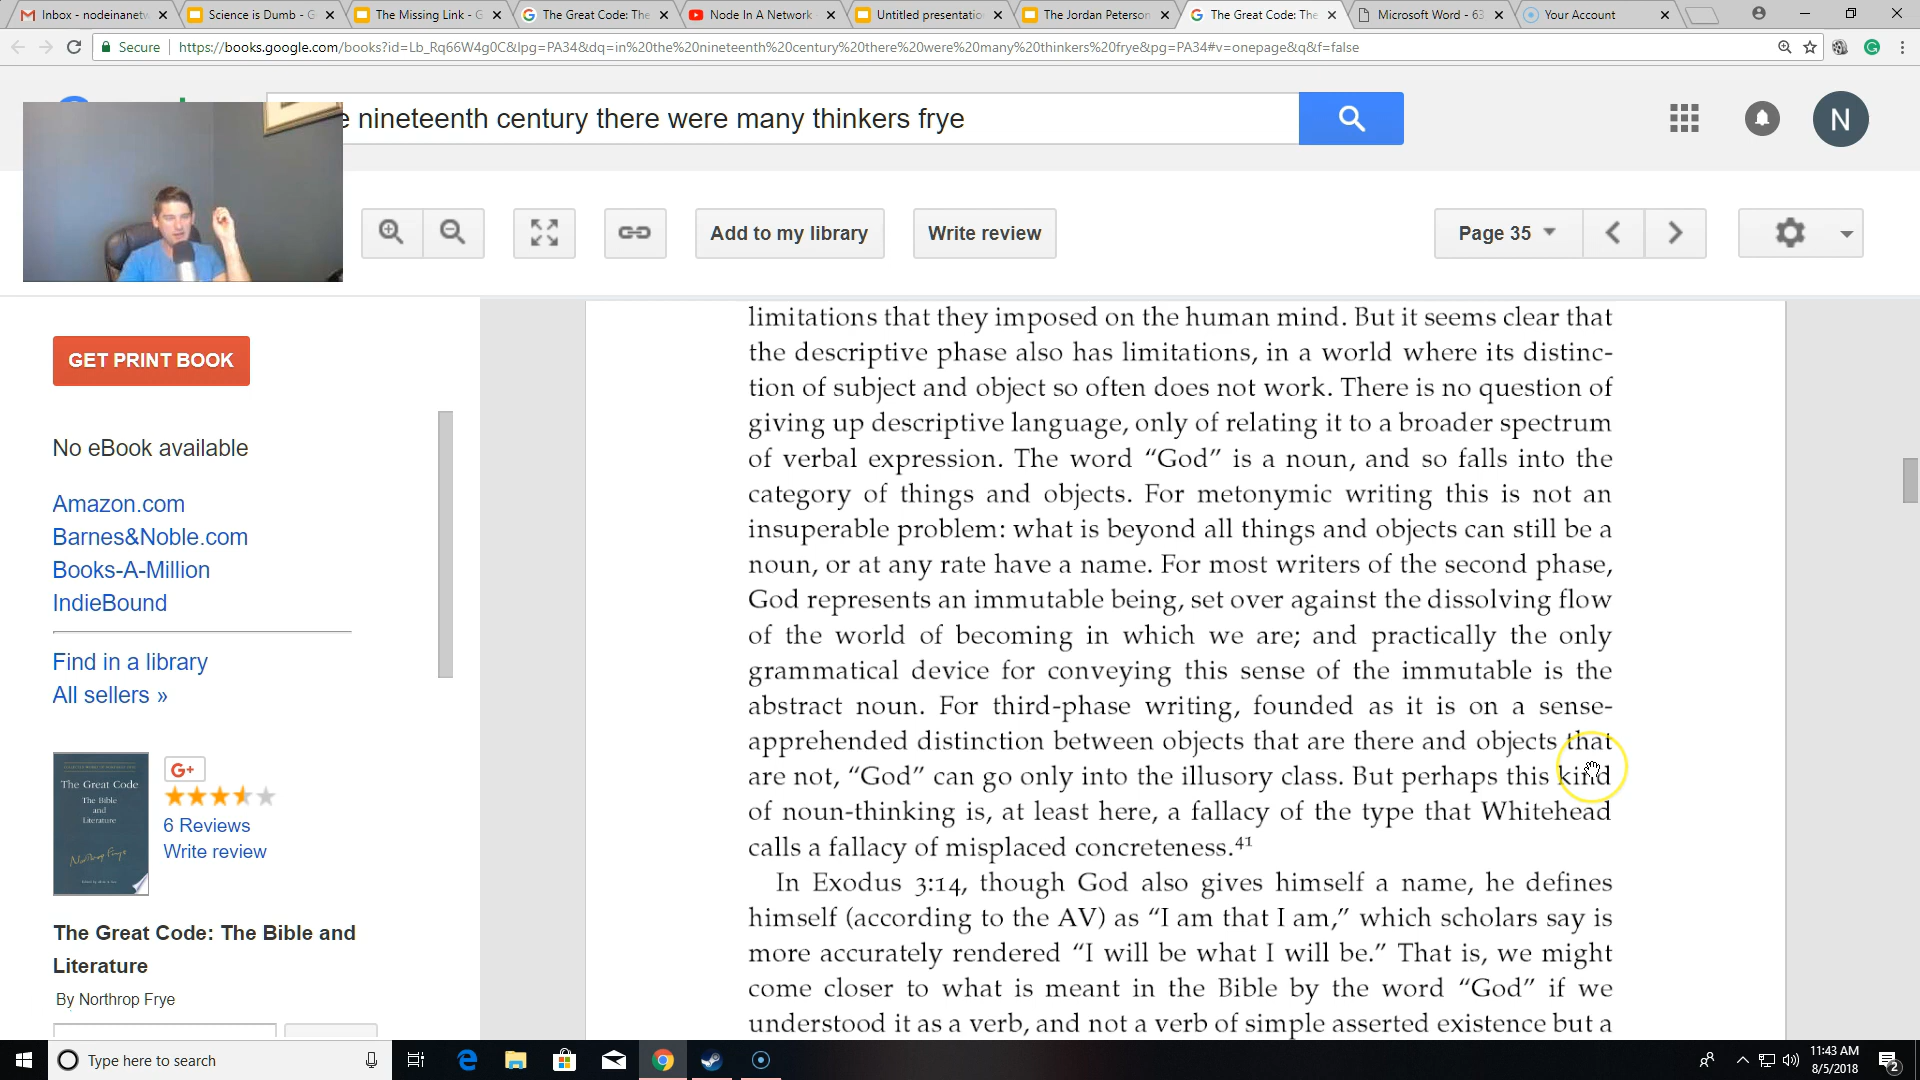 Inbox - nodeinanetw
Science is Dumb - G
The Missing Link - G
The Great Code: The
Node In A Network
Untitled presentatio
The Jordan Peterson
The Great Code: The
Microsoft Word - 63
Your Account
Secure
https://books.google.com/books?id=Lb_Rq66W4g0C&lpg=PA34&dq=in%20the%20nineteenth%20century%20there%20were%20many%20thinkers%20frye&pg=PA34#v=onepage&q&f=false
nineteenth century there were many thinkers frye
N
Add to my library
Write review
Page 35
GET PRINT BOOK
No eBook available
Amazon.com
Barnes&Noble.com
Books-A-Million
IndieBound
Find in a library
All sellers »
The Great Code
The Bible
and
Literature
Northrop Frye
G+
6 Reviews
Write review
The Great Code: The Bible and
Literature
By Northrop Frye
limitations that they imposed on the human mind. But it seems clear that
the descriptive phase also has limitations, in a world where its distinc-
tion of subject and object so often does not work. There is no question of
giving up descriptive language, only of relating it to a broader spectrum
of verbal expression. The word “God” is a noun, and so falls into the
category of things and objects. For metonymic writing this is not an
insuperable problem: what is beyond all things and objects can still be a
noun, or at any rate have a name. For most writers of the second phase,
God represents an immutable being, set over against the dissolving flow
of the world of becoming in which we are; and practically the only
grammatical device for conveying this sense of the immutable is the
abstract noun. For third-phase writing, founded as it is on a sense-
apprehended distinction between objects that are there and objects that
are not, “God” can go only into the illusory class. But perhaps this kind
of noun-thinking is, at least here, a fallacy of the type that Whitehead
calls a fallacy of misplaced concreteness.⁴¹
In Exodus 3:14, though God also gives himself a name, he defines
himself (according to the AV) as “I am that I am,” which scholars say is
more accurately rendered “I will be what I will be.” That is, we might
come closer to what is meant in the Bible by the word “God” if we
understood it as a verb, and not a verb of simple asserted existence but a
Type here to search
11:43 AM
8/5/2018
2